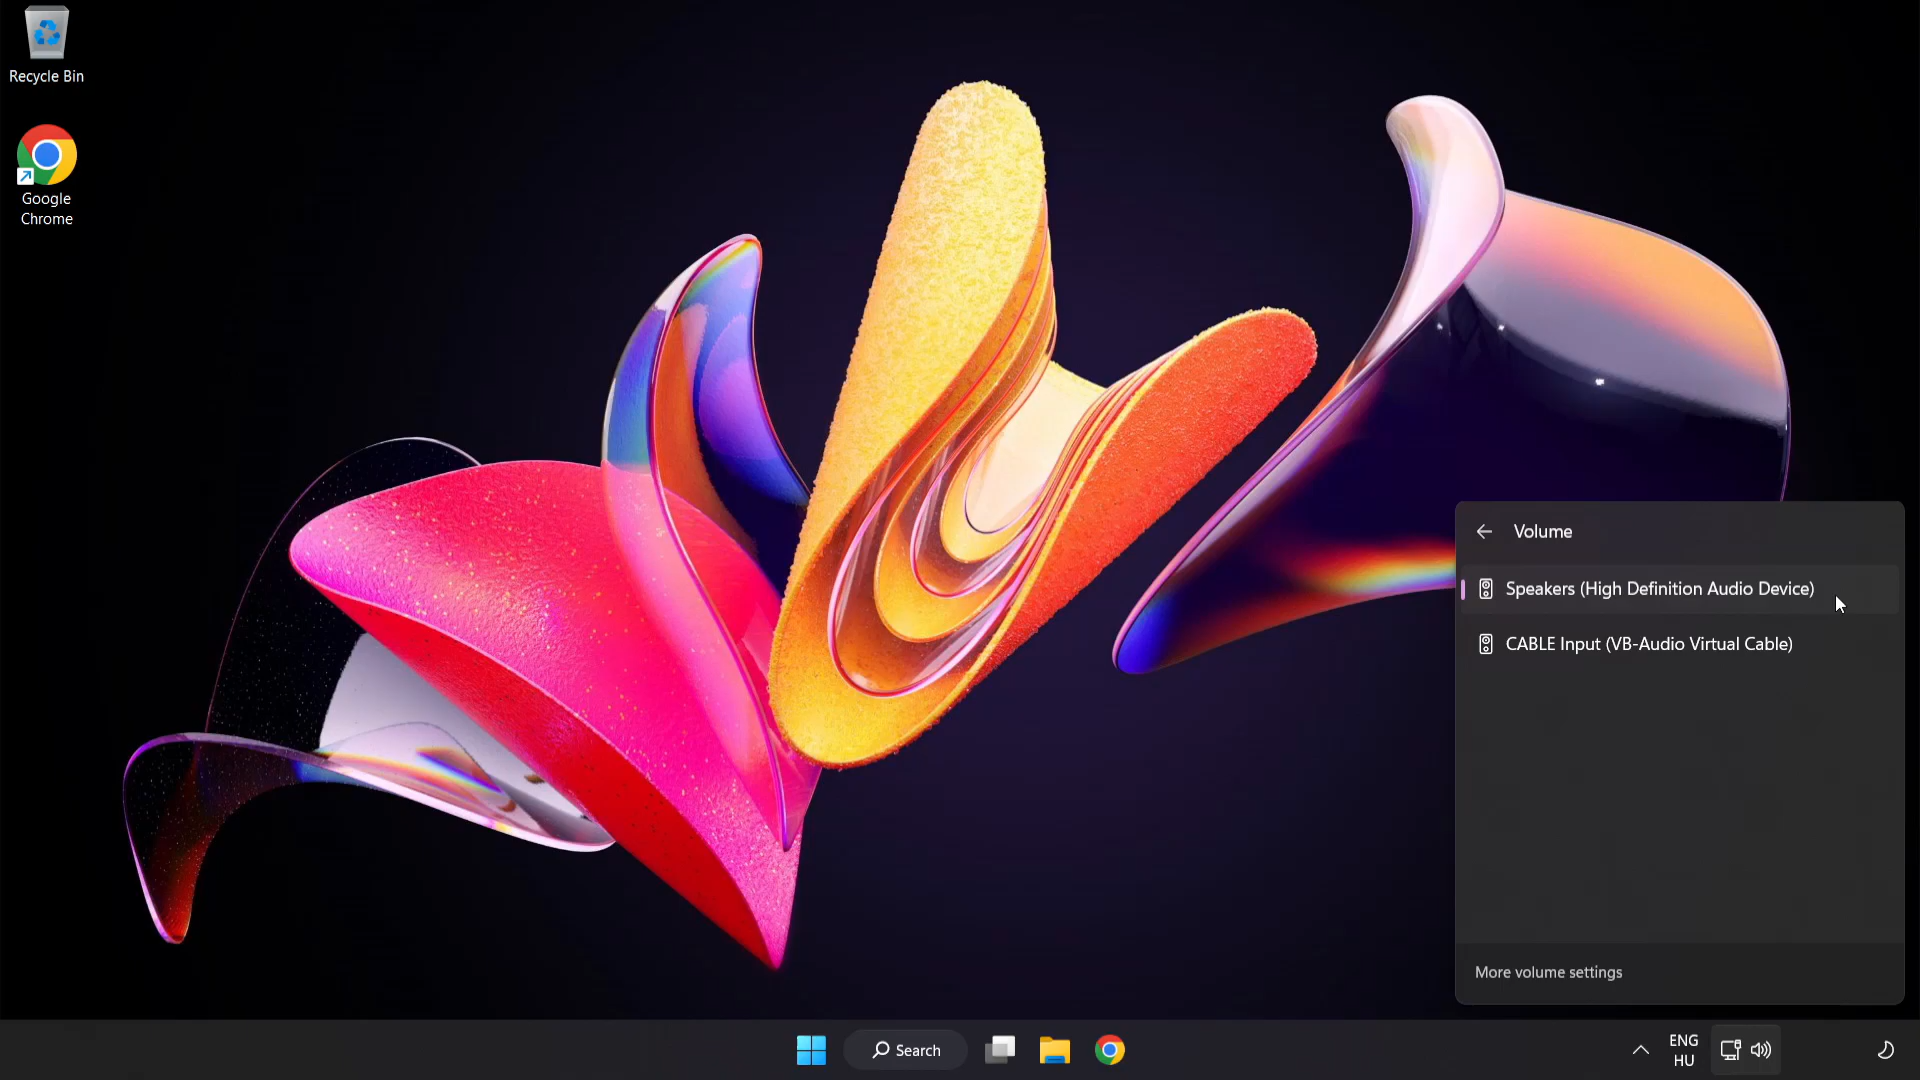 Recycle Bin
Google
Chrome
Volume
Speakers (High Definition Audio Device)
CABLE Input (VB-Audio Virtual Cable)
More volume settings
Search
ENG
HU